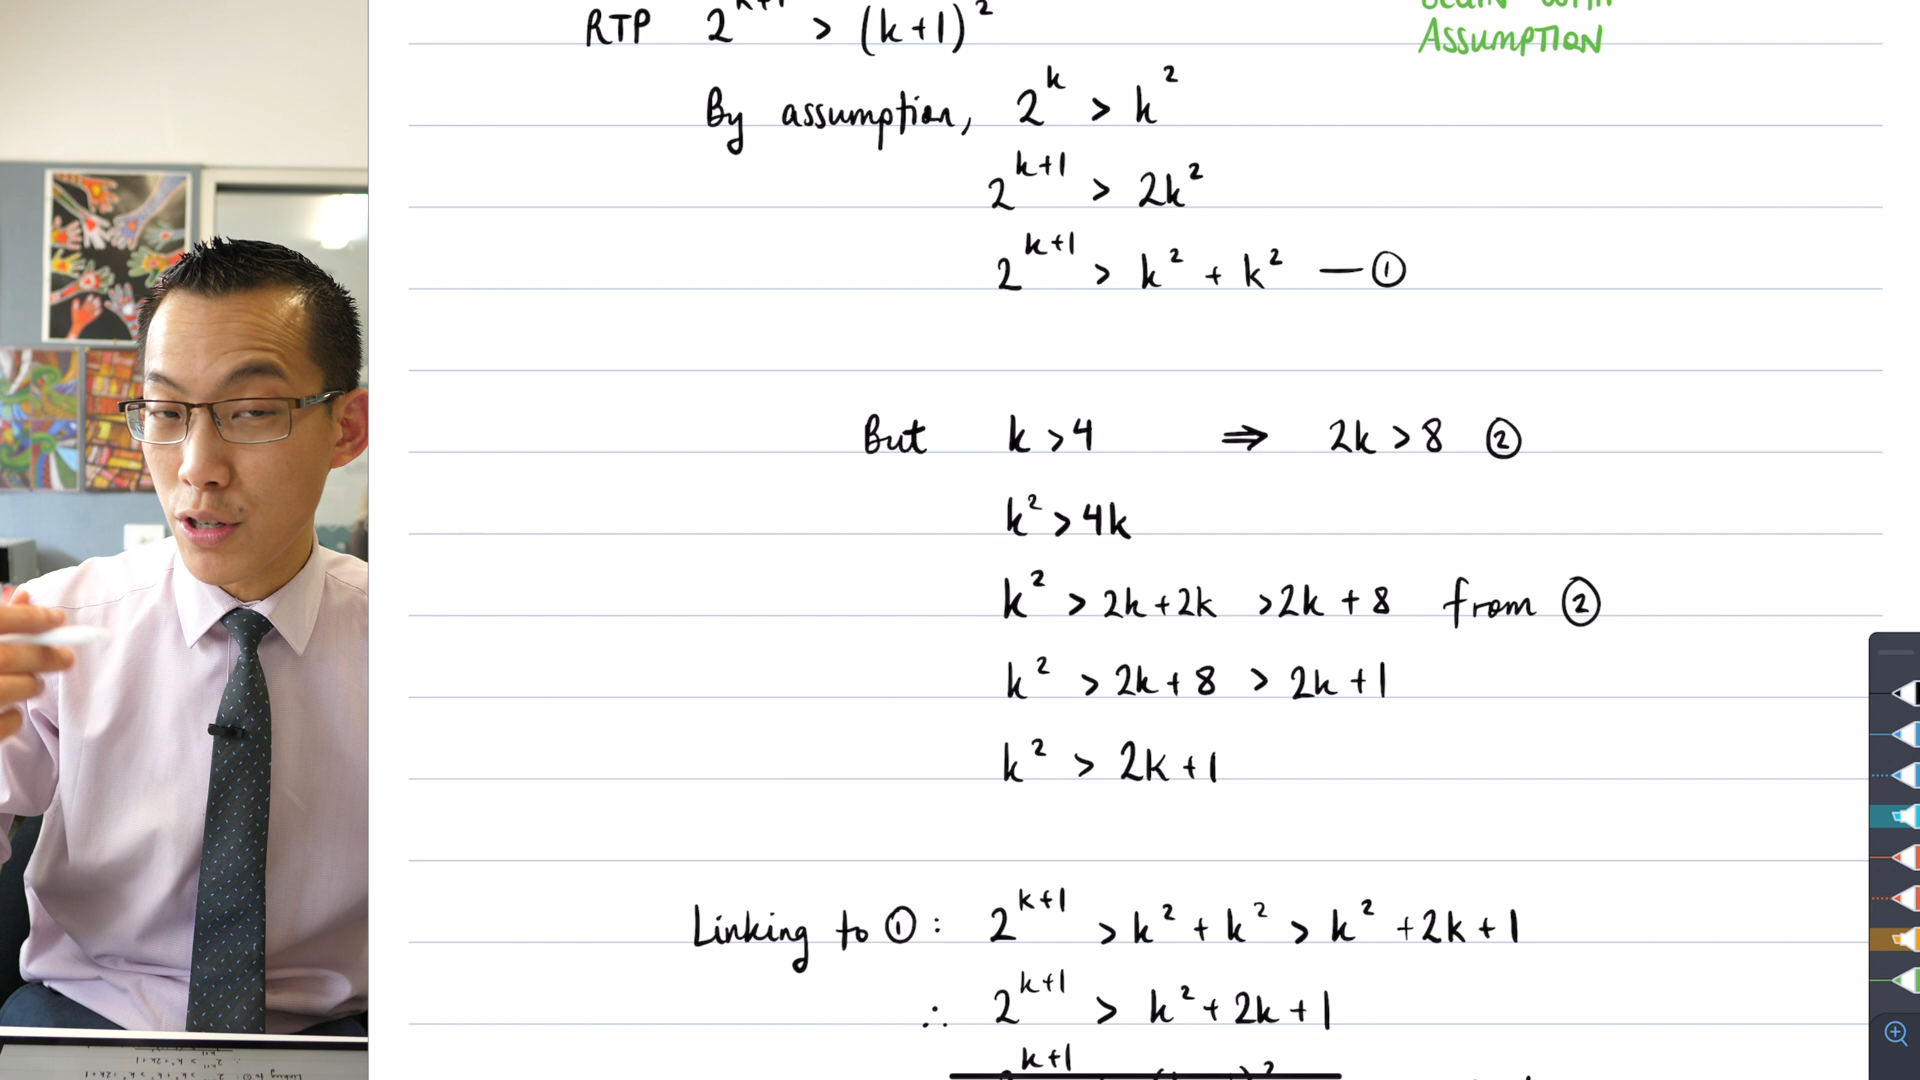 begin with
ASSUMPTION
RTP 2^{k+1} > (k+1)^2
By assumption, 2^k > k^2
2^{k+1} > 2k^2
2^{k+1} > k^2 + k^2 — ①
But k > 4 ⇒ 2k > 8 ②
k^2 > 4k
k^2 > 2k + 2k > 2k + 8 from ②
k^2 > 2k + 8 > 2k + 1
k^2 > 2k + 1
Linking to ①: 2^{k+1} > k^2 + k^2 > k^2 + 2k + 1
∴ 2^{k+1} > k^2 + 2k + 1